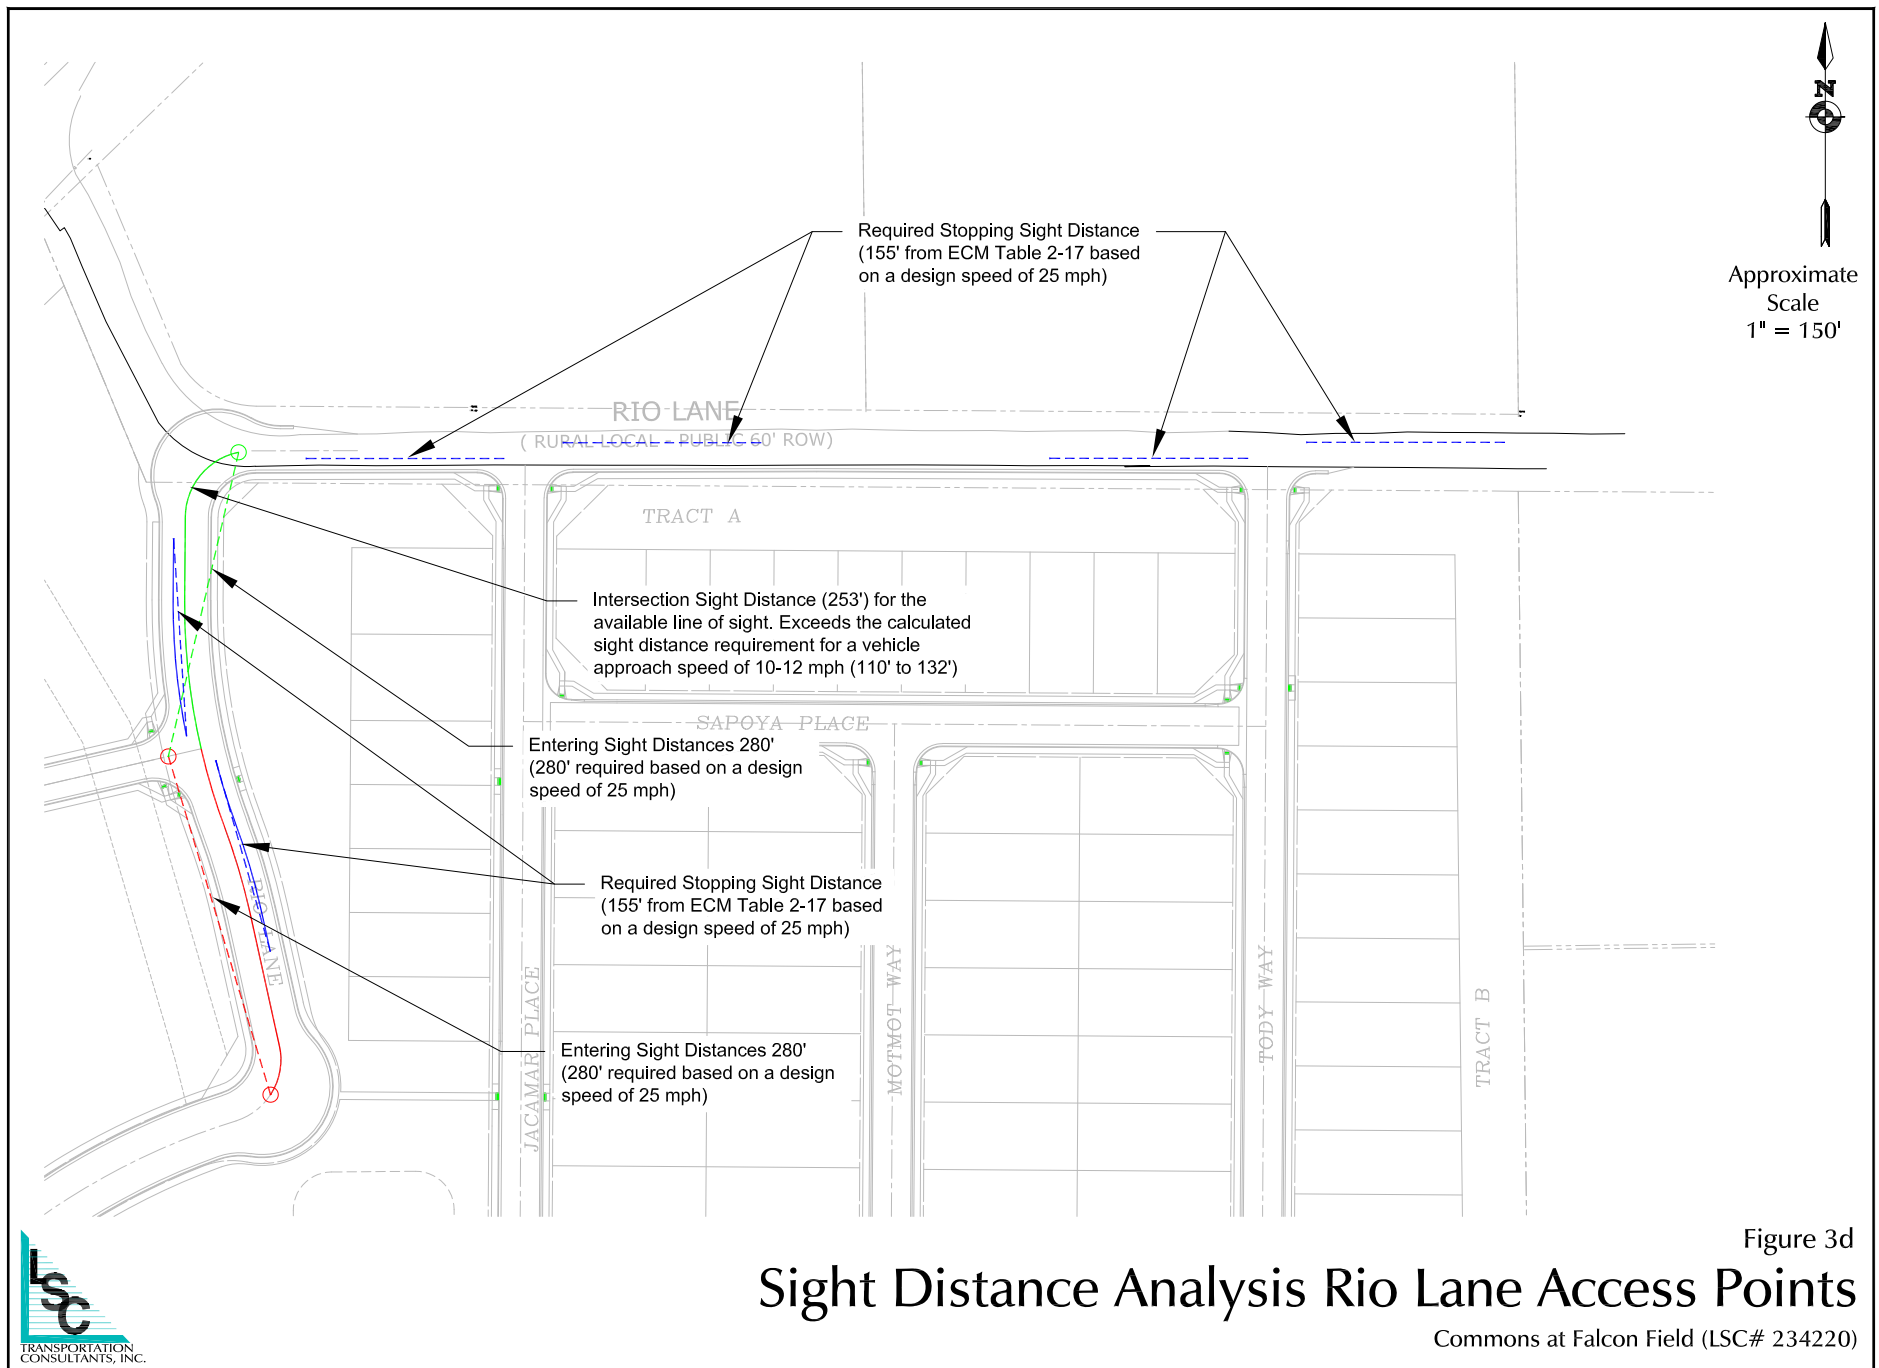 N
Approximate
Scale
1" = 150'
Required Stopping Sight Distance
(155' from ECM Table 2-17 based
on a design speed of 25 mph)
RIO LANE
( RURAL LOCAL - PUBLIC 60' ROW)
TRACT A
Intersection Sight Distance (253') for the
available line of sight. Exceeds the calculated
sight distance requirement for a vehicle
approach speed of 10-12 mph (110' to 132')
SAPOYA PLACE
Entering Sight Distances 280'
(280' required based on a design
speed of 25 mph)
Required Stopping Sight Distance
(155' from ECM Table 2-17 based
on a design speed of 25 mph)
RIO LANE
Entering Sight Distances 280'
(280' required based on a design
speed of 25 mph)
JACAMAR PLACE
MOTMOT WAY
TODY WAY
TRACT B
Figure 3d
Sight Distance Analysis Rio Lane Access Points
Commons at Falcon Field (LSC# 234220)
LSC
TRANSPORTATION
CONSULTANTS, INC.